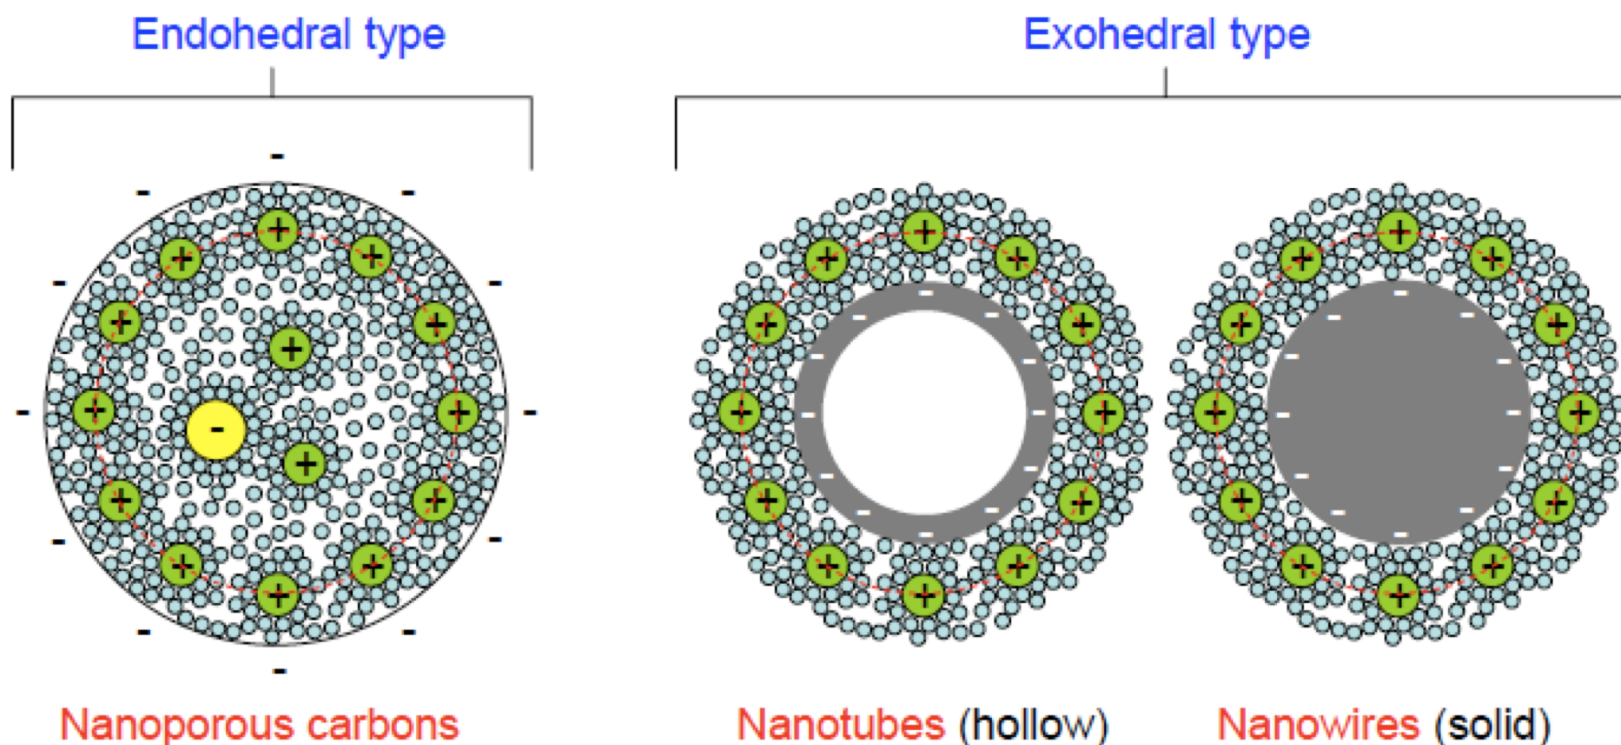 Endohedral type
Exohedral type
Nanoporous carbons
Nanotubes (hollow)
Nanowires (solid)